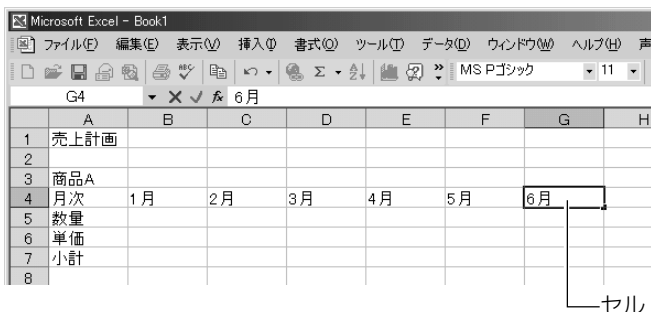 Microsoft Excel - Book1
ファイル(F) 編集(E) 表示(V) 挿入(I) 書式(O) ツール(T) データ(D) ウィンドウ(W) ヘルプ(H) 声
ABC Σ MS Pゴシック 11
G4 fx 6月
A B C D E F G H
1 売上計画
2
3 商品A
4 月次 1月 2月 3月 4月 5月 6月
5 数量
6 単価
7 小計
8
セル